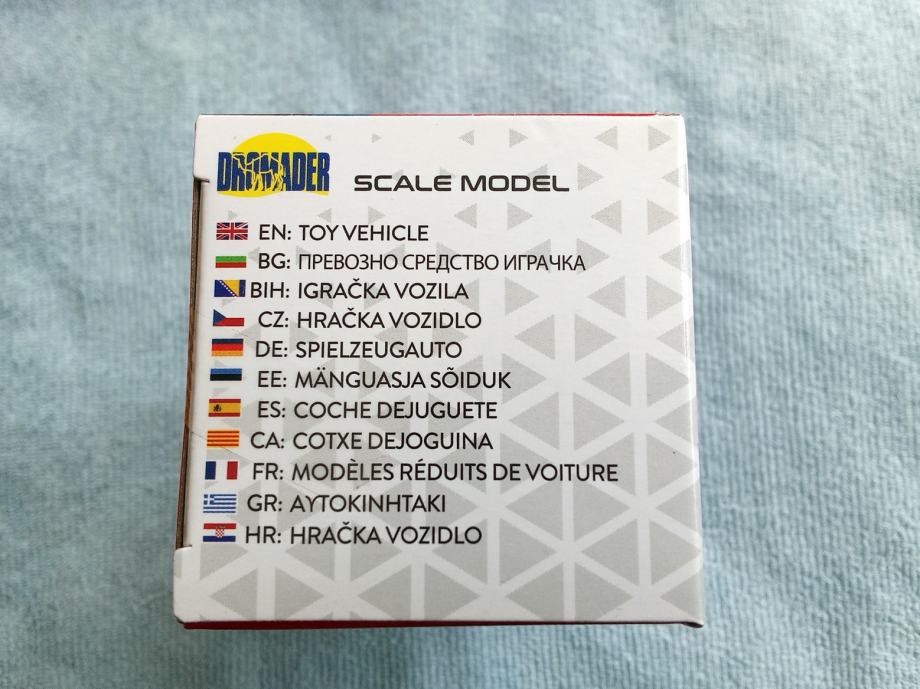 DROMADER
SCALE MODEL
EN: TOY VEHICLE
BG: ПРЕВОЗНО СРЕДСТВО ИГРАЧКА
BIH: IGRAČKA VOZILA
CZ: HRAČKA VOZIDLO
DE: SPIELZEUGAUTO
EE: MÄNGUASJA SÕIDUK
ES: COCHE DEJUGUETE
CA: COTXE DEJOGUINA
FR: MODÈLES RÉDUITS DE VOITURE
GR: ΑΥΤΟΚΙΝΗΤΑΚΙ
HR: HRAČKA VOZIDLO